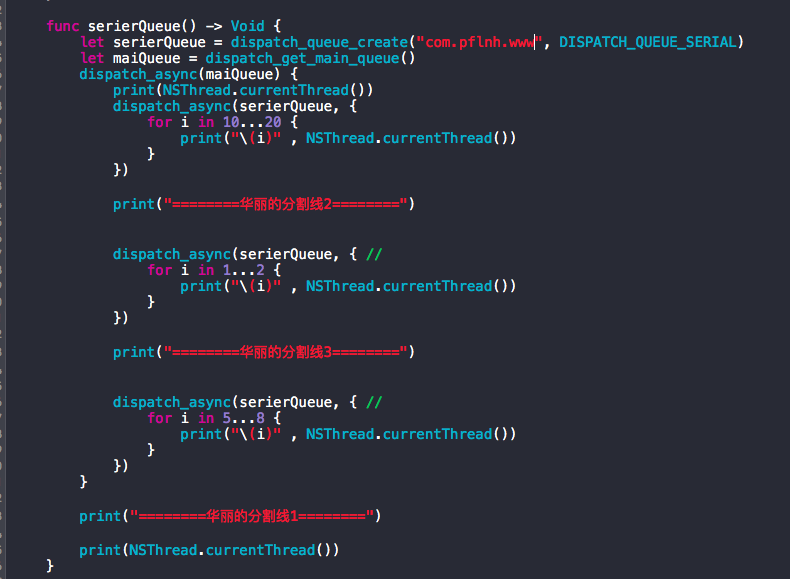 func serierQueue() -> Void {
let serierQueue = dispatch_queue_create("com.pflnh.www", DISPATCH_QUEUE_SERIAL)
let maiQueue = dispatch_get_main_queue()
dispatch_async(maiQueue) {
print(NSThread.currentThread())
dispatch_async(serierQueue, {
for i in 10...20 {
print("\(i)" , NSThread.currentThread())
}
})
print("========华丽的分割线2========")
dispatch_async(serierQueue, { //
for i in 1...2 {
print("\(i)" , NSThread.currentThread())
}
})
print("========华丽的分割线3========")
dispatch_async(serierQueue, { //
for i in 5...8 {
print("\(i)" , NSThread.currentThread())
}
})
}
print("========华丽的分割线1========")
print(NSThread.currentThread())
}